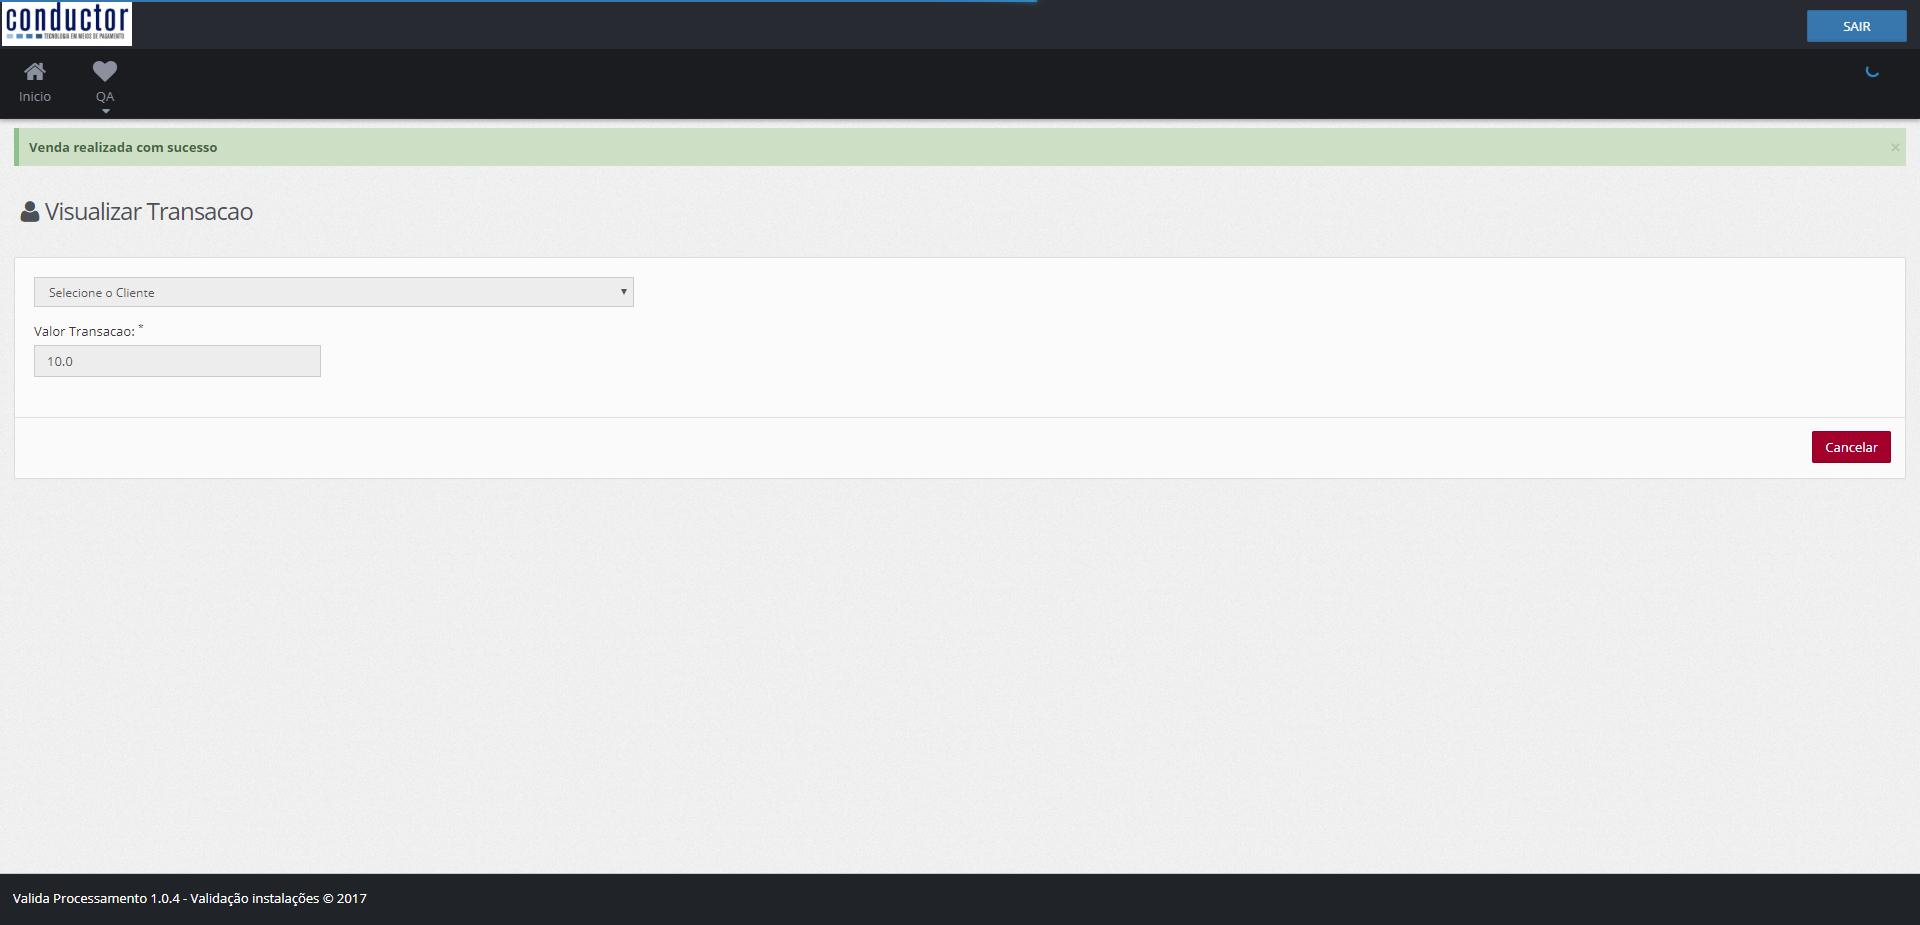 conductor
TECNOLOGIA EM MEIOS DE PAGAMENTO
SAIR
Inicio
QA
Venda realizada com sucesso
×
Visualizar Transacao
Selecione o Cliente
Valor Transacao: *
10.0
Cancelar
Valida Processamento 1.0.4 - Validação instalações © 2017